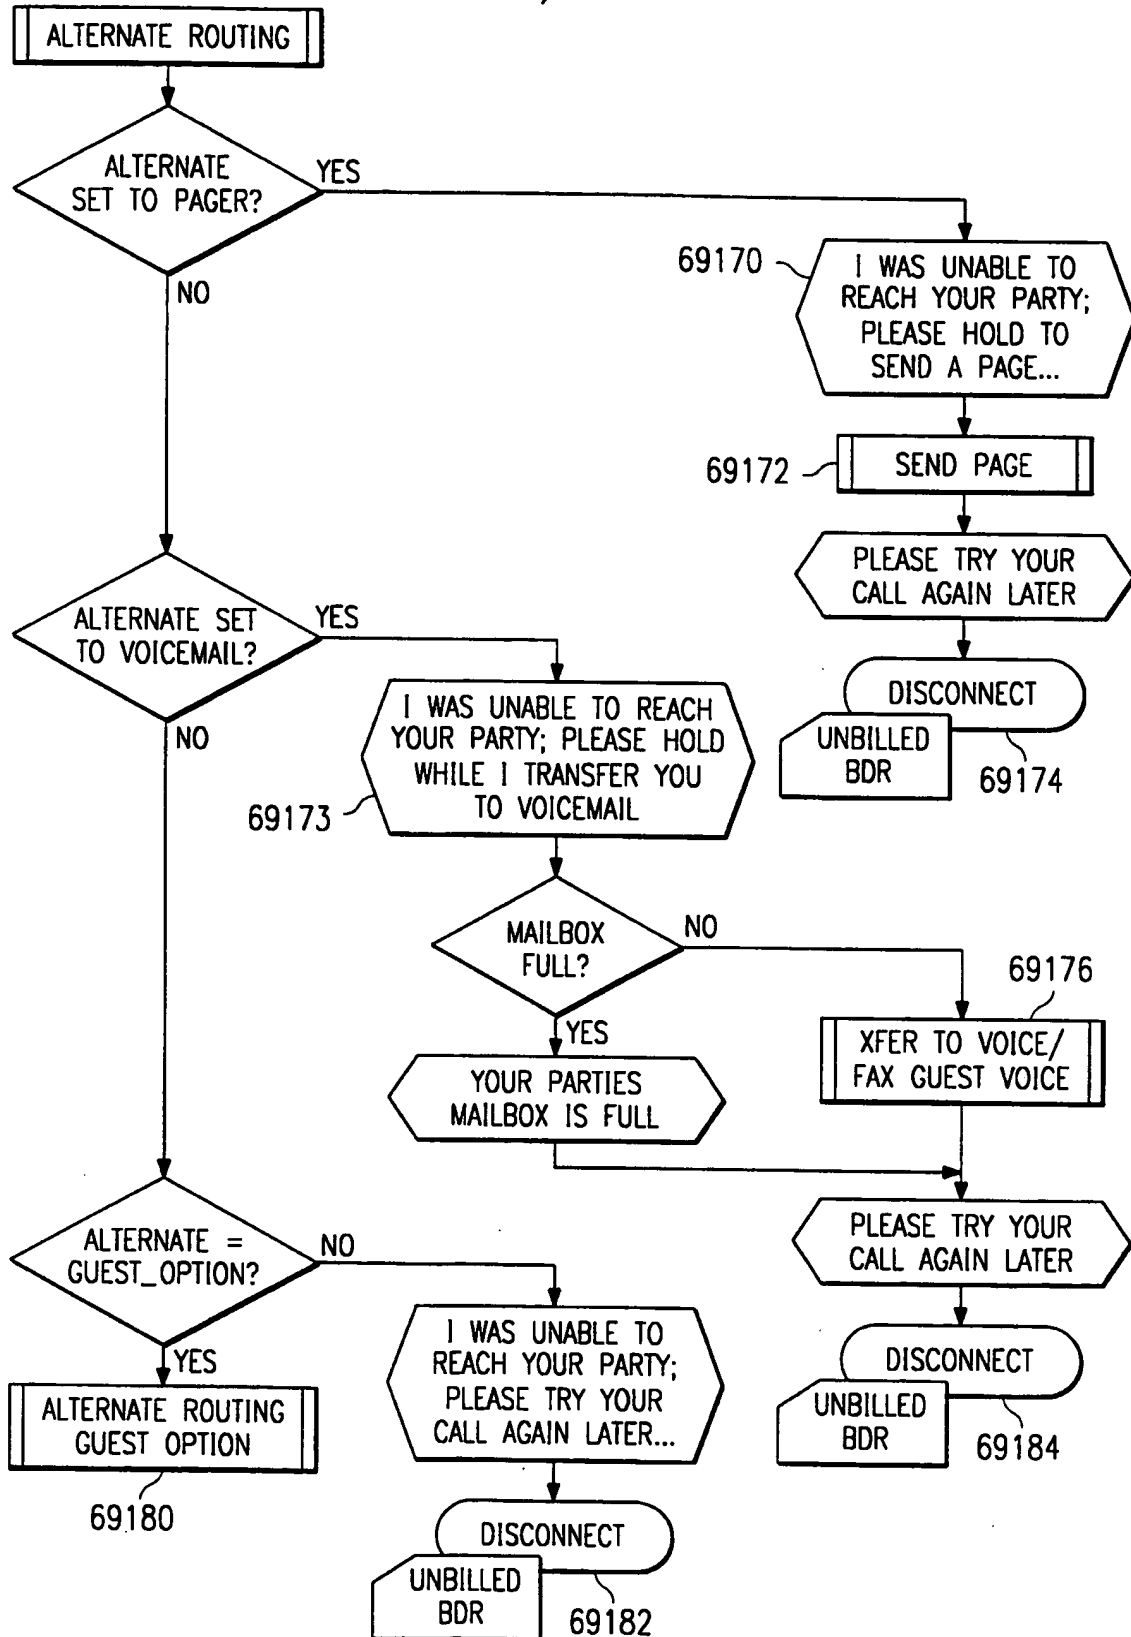 ALTERNATE ROUTING
ALTERNATE
SET TO PAGER?
YES
NO
69170
I WAS UNABLE TO
REACH YOUR PARTY;
PLEASE HOLD TO
SEND A PAGE...
69172
SEND PAGE
PLEASE TRY YOUR
CALL AGAIN LATER
DISCONNECT
UNBILLED
BDR
69174
ALTERNATE SET
TO VOICEMAIL?
YES
NO
I WAS UNABLE TO REACH
YOUR PARTY; PLEASE HOLD
WHILE I TRANSFER YOU
TO VOICEMAIL
69173
MAILBOX
FULL?
NO
YES
69176
XFER TO VOICE/
FAX GUEST VOICE
YOUR PARTIES
MAILBOX IS FULL
PLEASE TRY YOUR
CALL AGAIN LATER
DISCONNECT
UNBILLED
BDR
69184
ALTERNATE =
GUEST_OPTION?
NO
YES
ALTERNATE ROUTING
GUEST OPTION
69180
I WAS UNABLE TO
REACH YOUR PARTY;
PLEASE TRY YOUR
CALL AGAIN LATER...
DISCONNECT
UNBILLED
BDR
69182